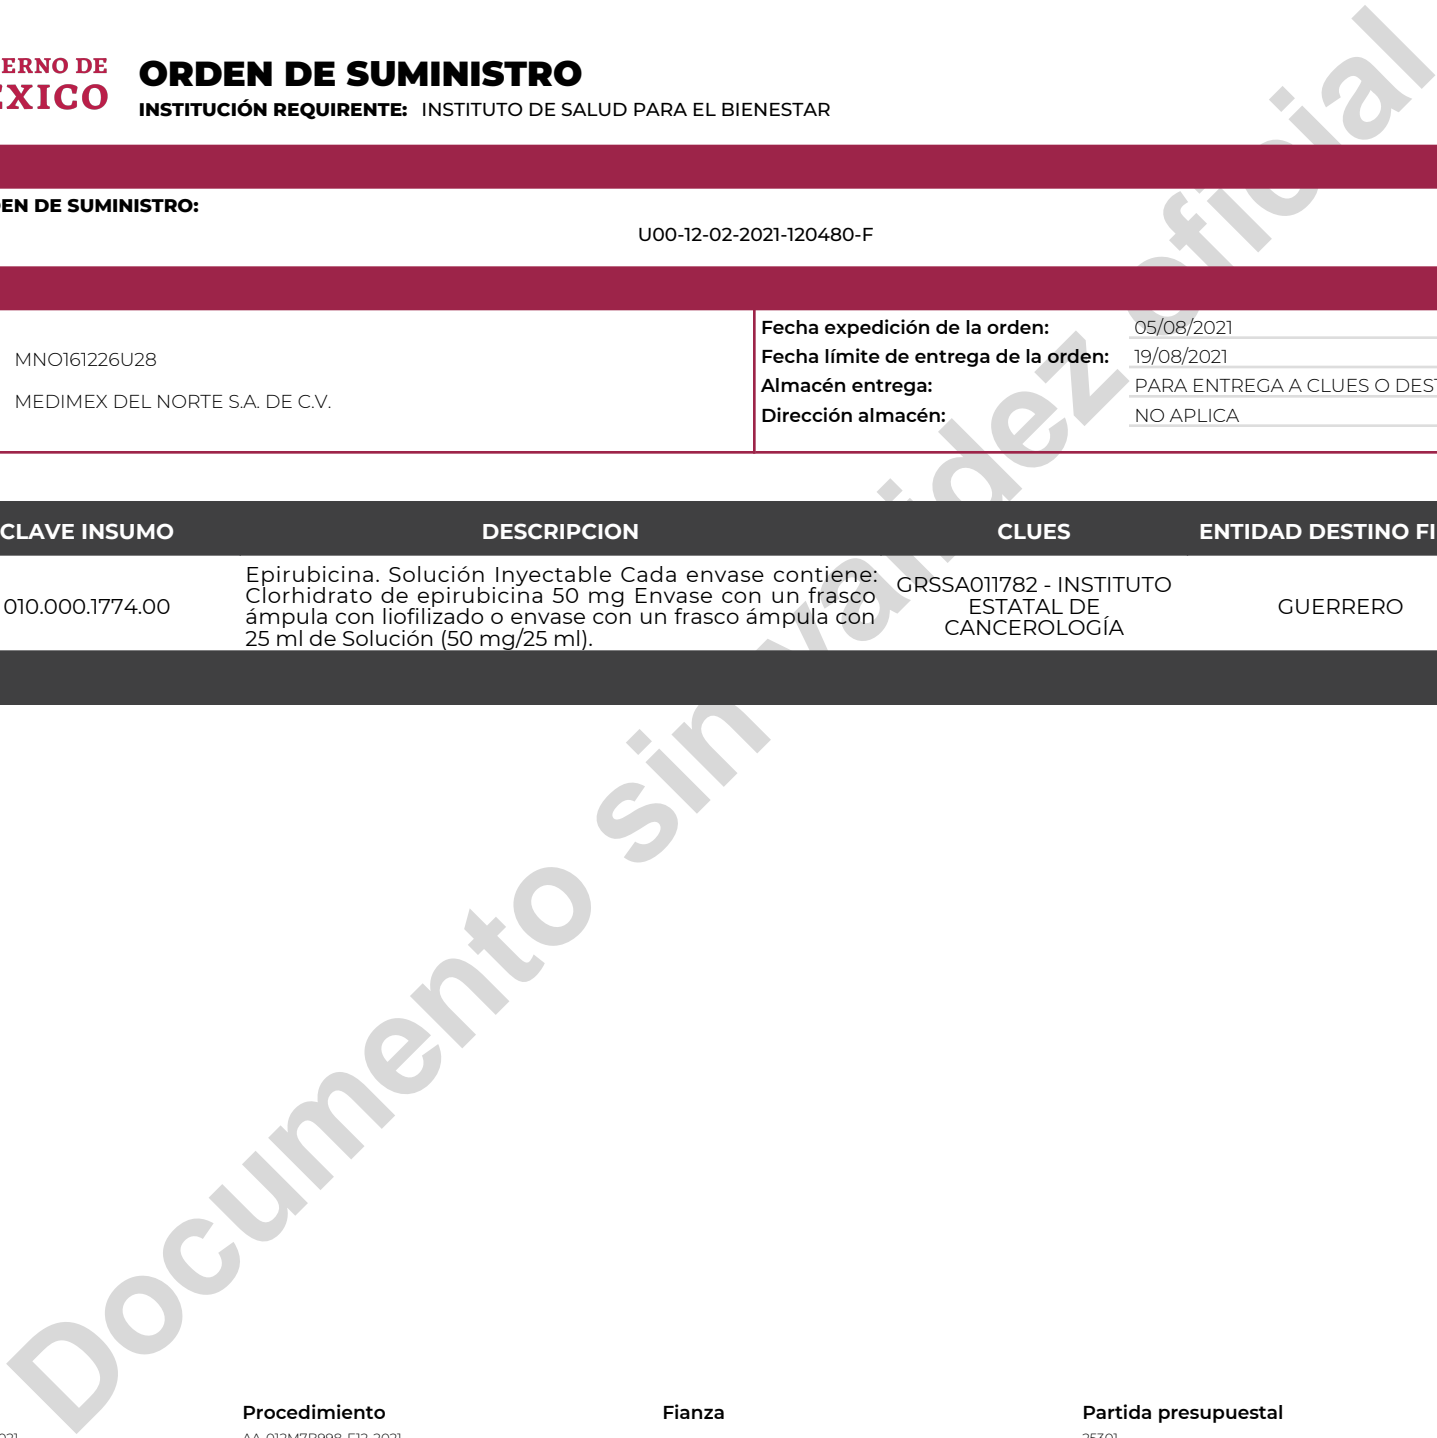 ERNO DE
ORDEN DE SUMINISTRO
EXICO
INSTITUCIÓN REQUIRENTE: INSTITUTO DE SALUD PARA EL BIENESTAR
EN DE SUMINISTRO:
U00-12-02-2021-120480-F
Fecha expedición de la orden: 05/08/2021
MNO161226U28
Fecha límite de entrega de la orden: 19/08/2021
Almacén entrega: PARA ENTREGA A CLUES O DEST
MEDIMEX DEL NORTE S.A. DE C.V.
Dirección almacén: NO APLICA
CLAVE INSUMO DESCRIPCION CLUES ENTIDAD DESTINO FI
010.000.1774.00
Epirubicina. Solución Inyectable Cada envase contiene:
Clorhidrato de epirubicina 50 mg Envase con un frasco
ámpula con liofilizado o envase con un frasco ámpula con
25 ml de Solución (50 mg/25 ml).
GRSSA011782 - INSTITUTO
ESTATAL DE
CANCEROLOGÍA
GUERRERO
Documento sin validez oficial
Procedimiento Fianza Partida presupuestal